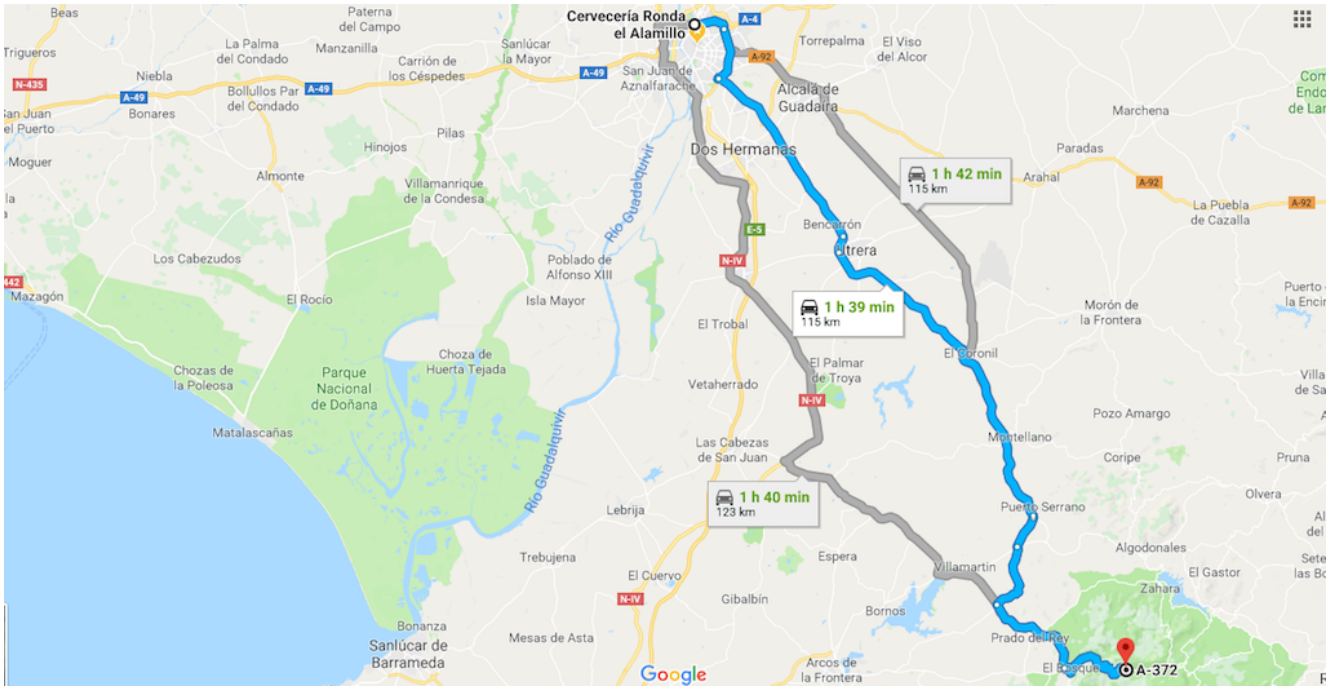 Beas
Paterna
del Campo
Cervecería Ronda
el Alamillo
A-4
Trigueros
La Palma
del Condado
Manzanilla
Carrión de
los Céspedes
Sanlúcar
la Mayor
Torrepalma
El Viso
del Alcor
N-435
Niebla
A-49
A-49
A-49
San Juan de
Aznalfarache
A-92
Alcalá de
Guadaira
Bollullos Par
del Condado
Bonares
San Juan
el Puerto
Marchena
Pilas
Hinojos
Moguer
Almonte
Dos Hermanas
Paradas
1 h 42 min
115 km
Arahal
A-92
A-92
Villamanrique
de la Condesa
La Puebla
de Cazalla
Río Guadalquivir
E-5
Bencarrón
Utrera
Los Cabezudos
Poblado de
Alfonso XIII
N-IV
442
Mazagón
El Rocío
Isla Mayor
1 h 39 min
115 km
Morón de
la Frontera
Puerto
la Encin
El Trobal
Choza de
Huerta Tejada
El Coronil
Chozas de
la Poleosa
Parque
Nacional
de Doñana
El Palmar
de Troya
Vetaherrado
N-IV
Pozo Amargo
Matalascañas
Río Guadalquivir
Las Cabezas
de San Juan
Montellano
Coripe
Pruna
1 h 40 min
123 km
Olvera
Lebrija
Puerto Serrano
Trebujena
Espera
Algodonales
Villamartin
El Cuervo
El Gastor
Zahara
N-IV
Gibalbín
Bornos
Bonanza
Mesas de Asta
Prado del Rey
Sanlúcar de
Barrameda
Google
Arcos de
la Frontera
El Bosque
A-372